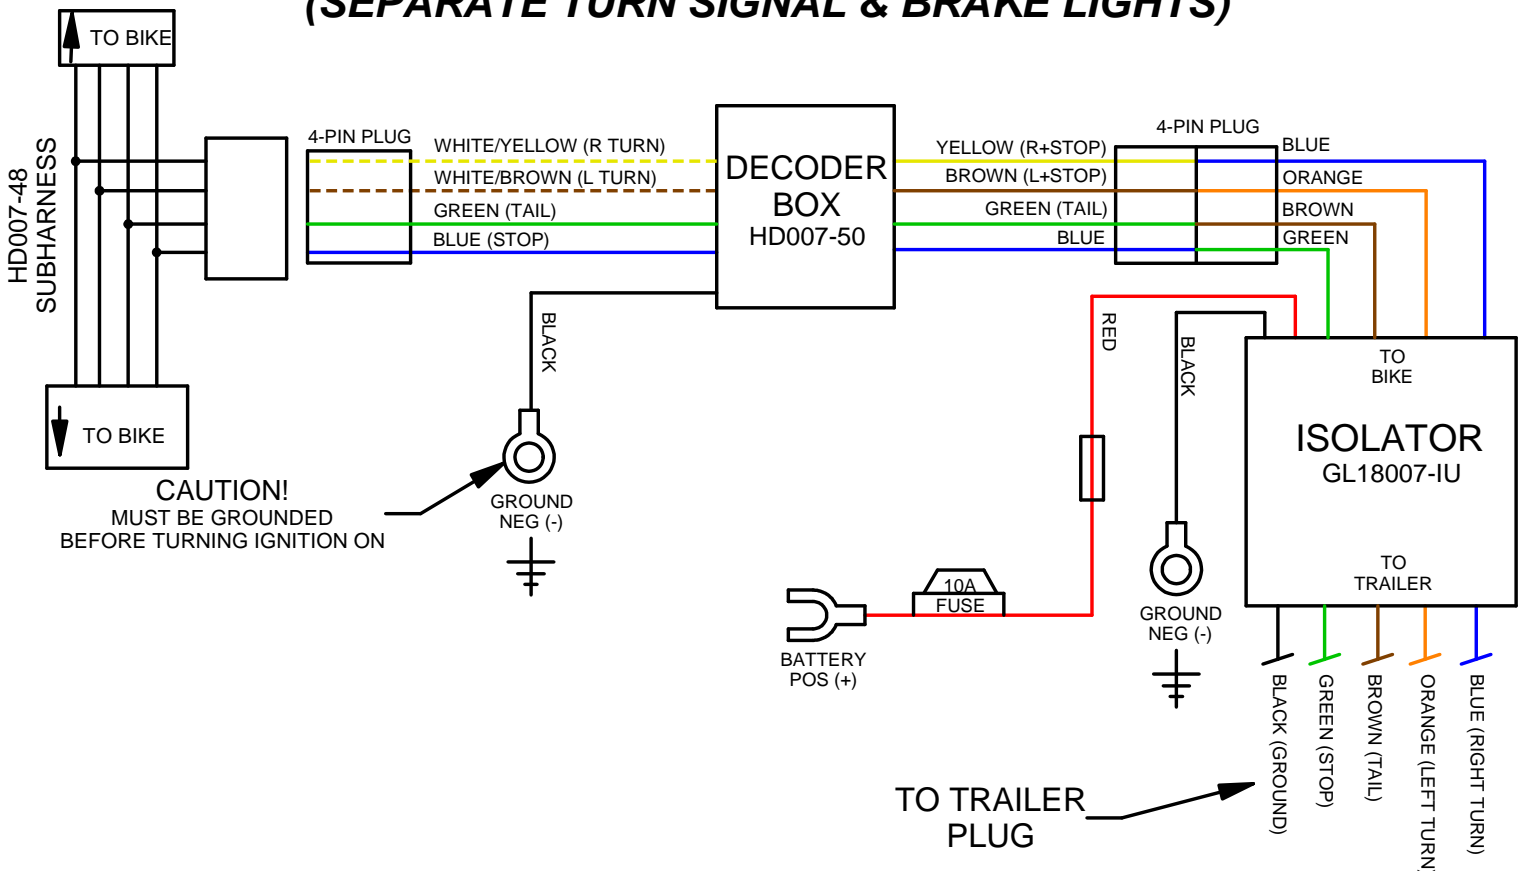 (SEPARATE TURN SIGNAL & BRAKE LIGHTS)
TO BIKE
HD007-48
SUBHARNESS
4-PIN PLUG
WHITE/YELLOW (R TURN)
WHITE/BROWN (L TURN)
GREEN (TAIL)
BLUE (STOP)
DECODER
BOX
HD007-50
YELLOW (R+STOP)
BROWN (L+STOP)
GREEN (TAIL)
BLUE
4-PIN PLUG
BLUE
ORANGE
BROWN
GREEN
BLACK
RED
BLACK
TO
BIKE
ISOLATOR
GL18007-IU
TO
TRAILER
TO BIKE
CAUTION!
MUST BE GROUNDED
BEFORE TURNING IGNITION ON
GROUND
NEG (-)
10A
FUSE
BATTERY
POS (+)
GROUND
NEG (-)
BLACK (GROUND)
GREEN (STOP)
BROWN (TAIL)
ORANGE (LEFT TURN)
BLUE (RIGHT TURN)
TO TRAILER
PLUG